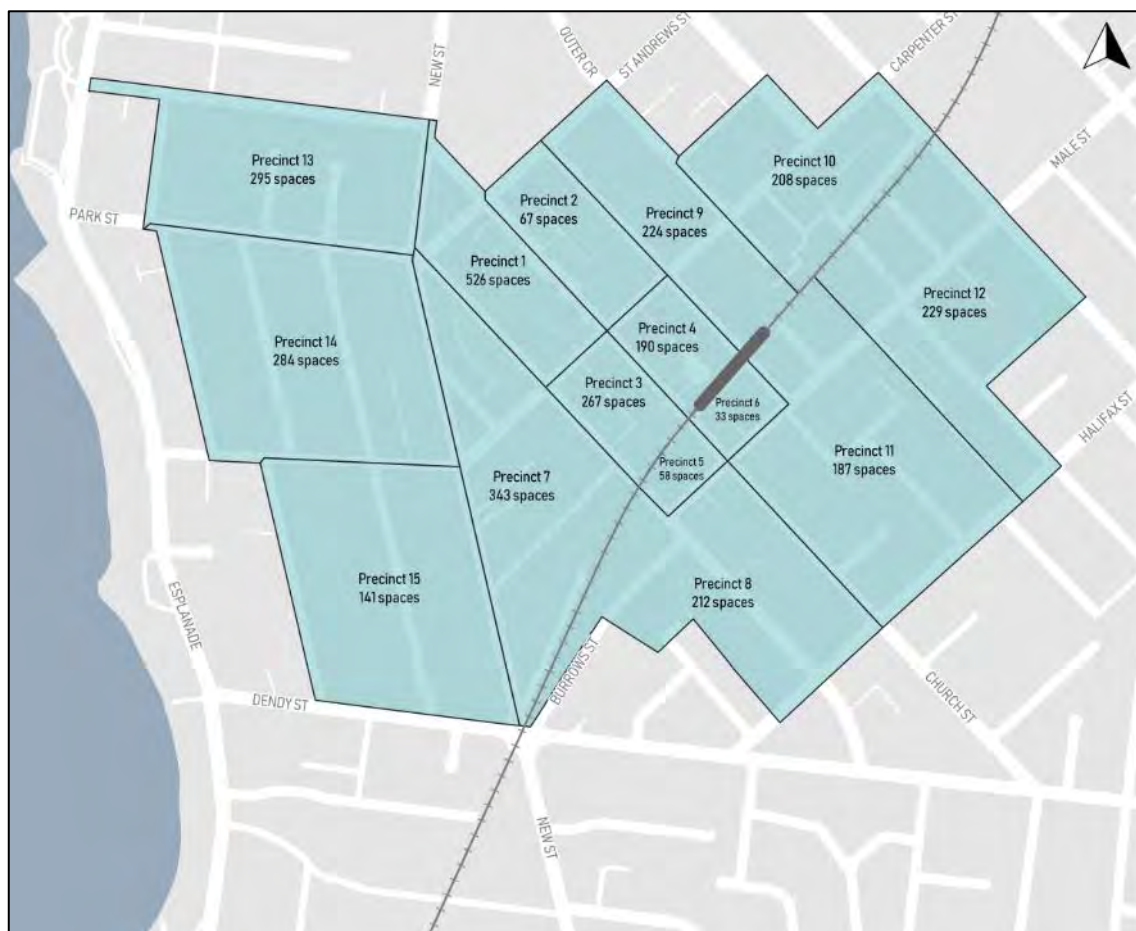 OUTER CR
ST ANDREWS ST
NEW ST
CARPENTER ST
MALE ST
Precinct 13
295 spaces
Precinct 10
208 spaces
Precinct 2
67 spaces
Precinct 9
224 spaces
PARK ST
Precinct 1
526 spaces
Precinct 12
229 spaces
Precinct 4
190 spaces
Precinct 14
284 spaces
Precinct 3
267 spaces
Precinct 6
33 spaces
HALIFAX ST
Precinct 11
187 spaces
Precinct 5
58 spaces
Precinct 7
343 spaces
Precinct 15
141 spaces
Precinct 8
212 spaces
ESPLANADE
BURROWS ST
CHURCH ST
DENDY ST
NEW ST